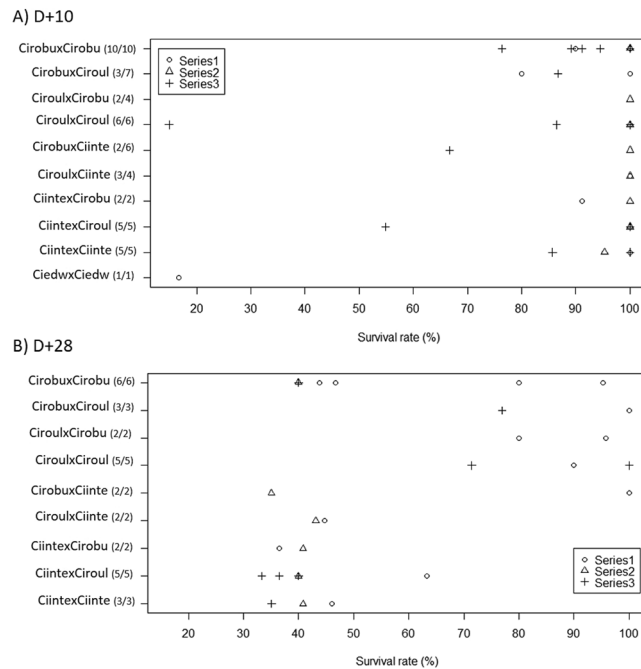 A) D+10
CirobuxCirobu (10/10)
CirobuxCiroul (3/7)
CiroulxCirobu (2/4)
CiroulxCiroul (6/6)
CirobuxCiinte (2/6)
CiroulxCiinte (3/4)
CiintexCirobu (2/2)
CiintexCiroul (5/5)
CiintexCiinte (5/5)
CiedwxCiedw (1/1)
Series1
Series2
Series3
20 30 40 50 60 70 80 90 100
Survival rate (%)
B) D+28
CirobuxCirobu (6/6)
CirobuxCiroul (3/3)
CiroulxCirobu (2/2)
CiroulxCiroul (5/5)
CirobuxCiinte (2/2)
CiroulxCiinte (2/2)
CiintexCirobu (2/2)
CiintexCiroul (5/5)
CiintexCiinte (3/3)
Series1
Series2
Series3
20 30 40 50 60 70 80 90 100
Survival rate (%)